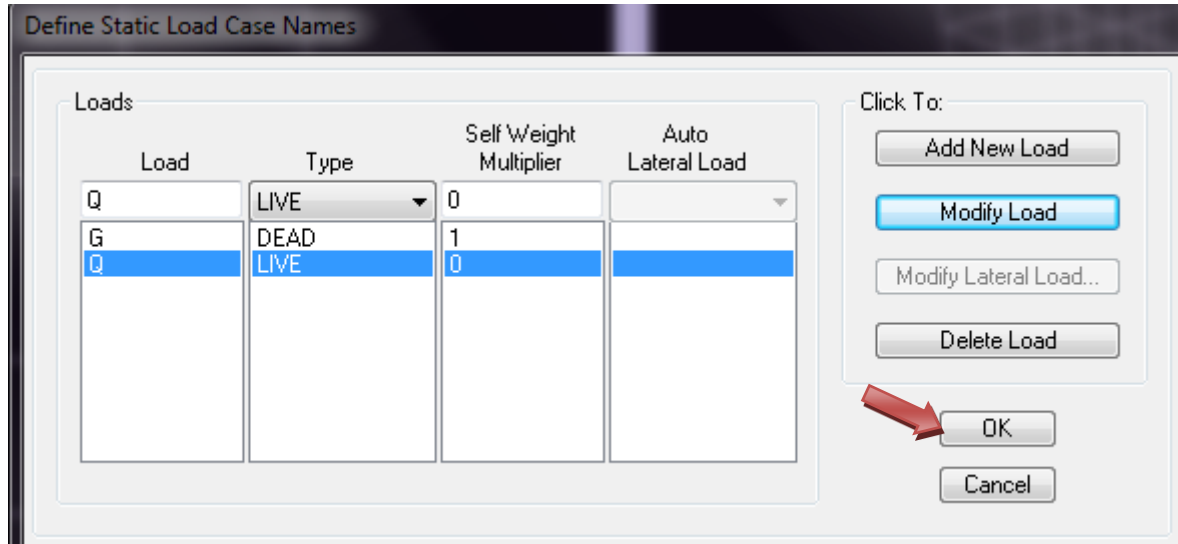 Define Static Load Case Names
Loads
Load Type Self Weight Multiplier Auto Lateral Load
Q LIVE 0
G DEAD 1
Q LIVE 0
Click To:
Add New Load
Modify Load
Modify Lateral Load...
Delete Load
OK
Cancel